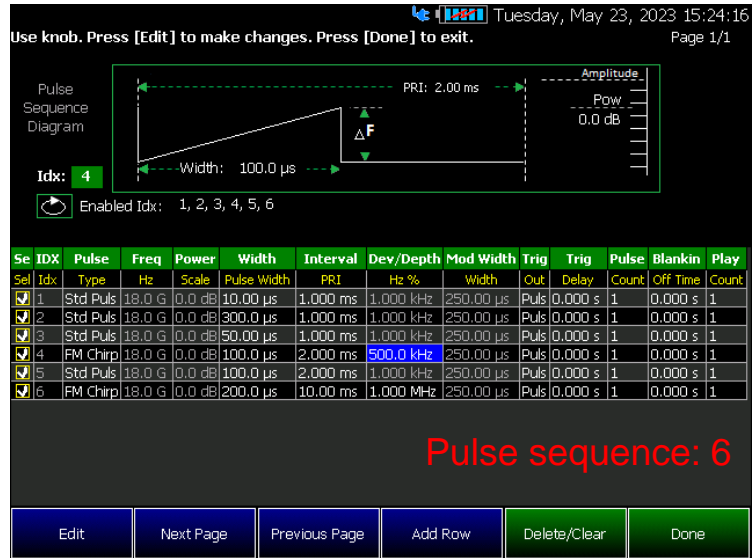 Tuesday, May 23, 2023 15:24:16
Use knob. Press [Edit] to make changes. Press [Done] to exit. Page 1/1
Pulse
Sequence
Diagram
PRI: 2.00 ms
Amplitude
Pow
0.0 dB
△F
Width: 100.0 µs
Idx: 4
Enabled Idx: 1, 2, 3, 4, 5, 6
Se IDX Pulse Freq Power Width Interval Dev/Depth Mod Width Trig Trig Pulse Blankin Play
Sel Idx Type Hz Scale Pulse Width PRI Hz % Width Out Delay Count Off Time Count
1 Std Puls 18.0 G 0.0 dB 10.00 µs 1.000 ms 1.000 kHz 250.00 µs Puls 0.000 s 1 0.000 s 1
2 Std Puls 18.0 G 0.0 dB 300.0 µs 1.000 ms 1.000 kHz 250.00 µs Puls 0.000 s 1 0.000 s 1
3 Std Puls 18.0 G 0.0 dB 50.00 µs 1.000 ms 1.000 kHz 250.00 µs Puls 0.000 s 1 0.000 s 1
4 FM Chirp 18.0 G 0.0 dB 100.0 µs 2.000 ms 500.0 kHz 250.00 µs Puls 0.000 s 1 0.000 s 1
5 Std Puls 18.0 G 0.0 dB 100.0 µs 2.000 ms 1.000 kHz 250.00 µs Puls 0.000 s 1 0.000 s 1
6 FM Chirp 18.0 G 0.0 dB 200.0 µs 10.00 ms 1.000 MHz 250.00 µs Puls 0.000 s 1 0.000 s 1
Pulse sequence: 6
Edit Next Page Previous Page Add Row Delete/Clear Done